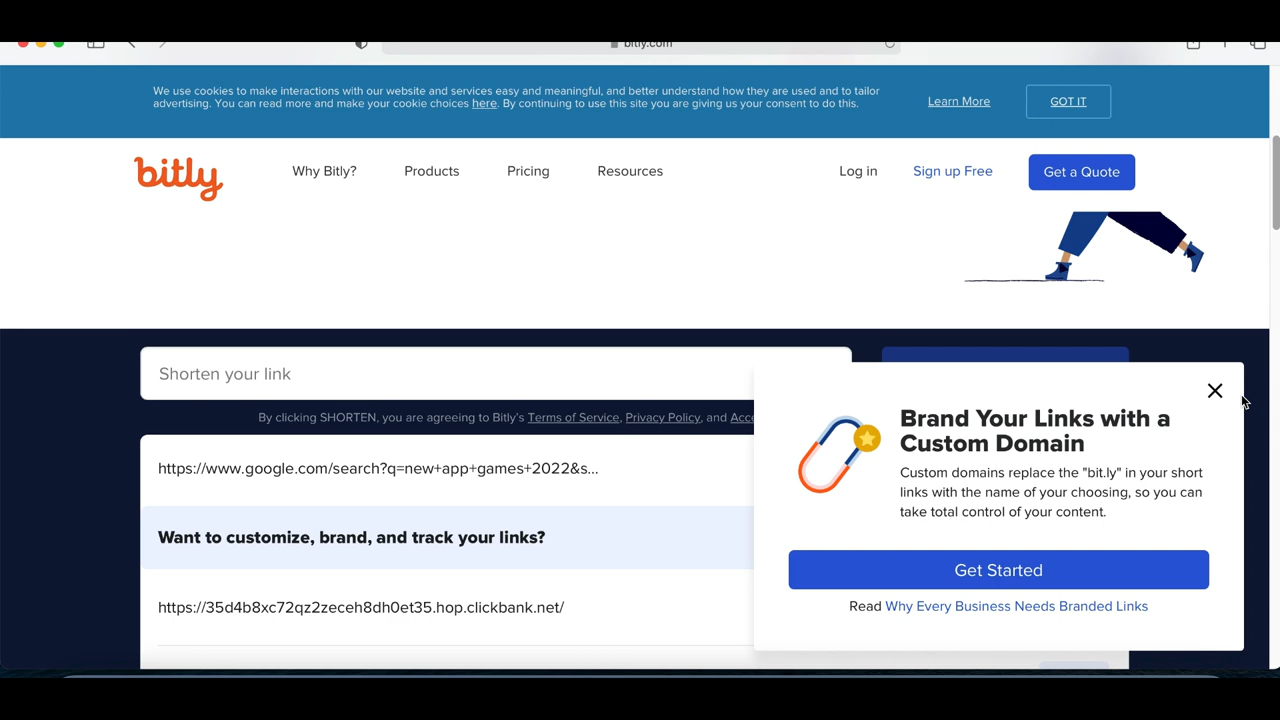 bitly.com
We use cookies to make interactions with our website and services easy and meaningful, and better understand how they are used and to tailor
advertising. You can read more and make your cookie choices here. By continuing to use this site you are giving us your consent to do this.
Learn More
GOT IT
bitly
Why Bitly?
Products
Pricing
Resources
Log in
Sign up Free
Get a Quote
Shorten your link
By clicking SHORTEN, you are agreeing to Bitly's Terms of Service, Privacy Policy, and
https://www.google.com/search?q=new+app+games+2022&s...
Want to customize, brand, and track your links?
https://35d4b8xc72qz2zeceh8dh0et35.hop.clickbank.net/
Brand Your Links with a
Custom Domain
Custom domains replace the "bit.ly" in your short
links with the name of your choosing, so you can
take total control of your content.
Get Started
Read Why Every Business Needs Branded Links